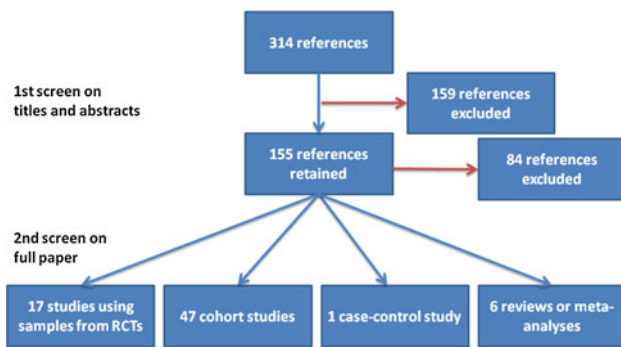 314 references
1st screen on
titles and abstracts
159 references
excluded
155 references
retained
84 references
excluded
2nd screen on
full paper
17 studies using
samples from RCTs
47 cohort studies
1 case-control study
6 reviews or meta-
analyses